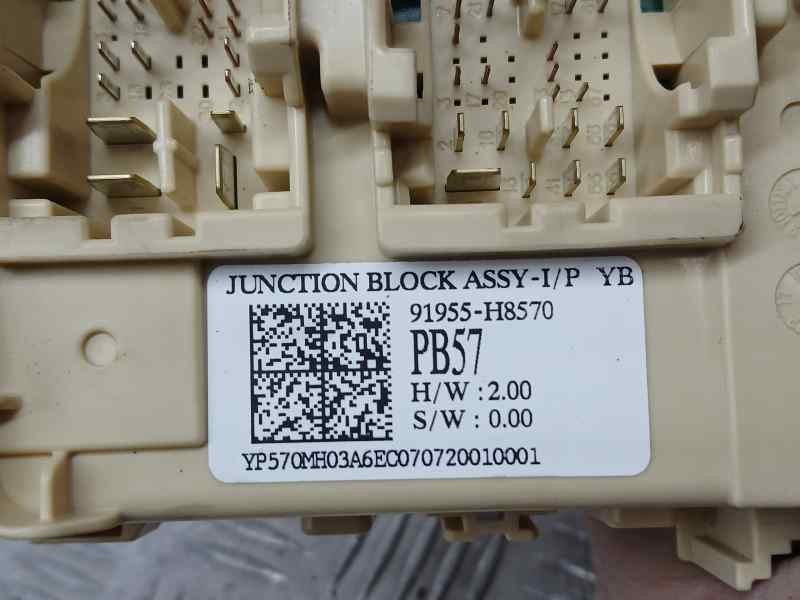 JUNCTION BLOCK ASSY-I/P YB
91955-H8570
PB57
H/W : 2.00
S/W : 0.00
YP570MH03A6EC070720010001